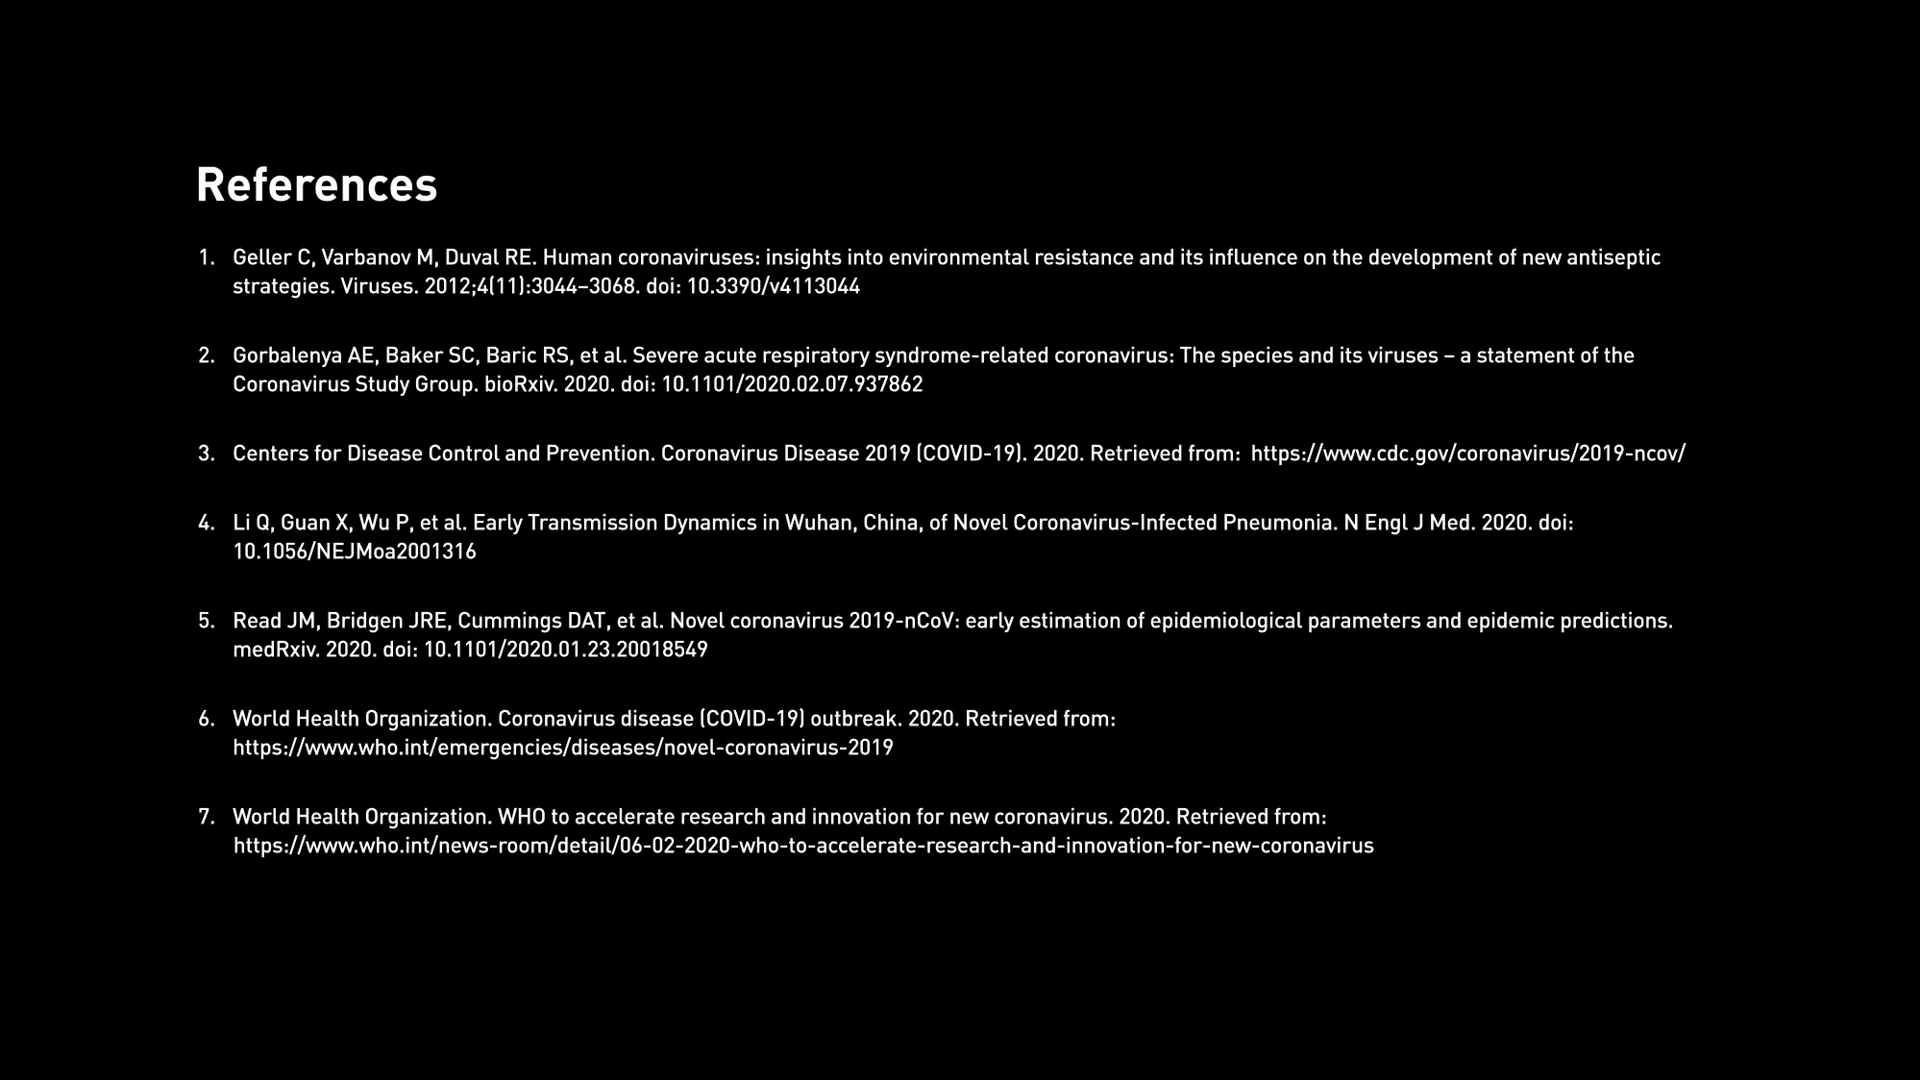 References
1. Geller C, Varbanov M, Duval RE. Human coronaviruses: insights into environmental resistance and its influence on the development of new antiseptic
strategies. Viruses. 2012;4(11):3044–3068. doi: 10.3390/v4113044
2. Gorbalenya AE, Baker SC, Baric RS, et al. Severe acute respiratory syndrome-related coronavirus: The species and its viruses – a statement of the
Coronavirus Study Group. bioRxiv. 2020. doi: 10.1101/2020.02.07.937862
3. Centers for Disease Control and Prevention. Coronavirus Disease 2019 (COVID-19). 2020. Retrieved from: https://www.cdc.gov/coronavirus/2019-ncov/
4. Li Q, Guan X, Wu P, et al. Early Transmission Dynamics in Wuhan, China, of Novel Coronavirus-Infected Pneumonia. N Engl J Med. 2020. doi:
10.1056/NEJMoa2001316
5. Read JM, Bridgen JRE, Cummings DAT, et al. Novel coronavirus 2019-nCoV: early estimation of epidemiological parameters and epidemic predictions.
medRxiv. 2020. doi: 10.1101/2020.01.23.20018549
6. World Health Organization. Coronavirus disease (COVID-19) outbreak. 2020. Retrieved from:
https://www.who.int/emergencies/diseases/novel-coronavirus-2019
7. World Health Organization. WHO to accelerate research and innovation for new coronavirus. 2020. Retrieved from:
https://www.who.int/news-room/detail/06-02-2020-who-to-accelerate-research-and-innovation-for-new-coronavirus